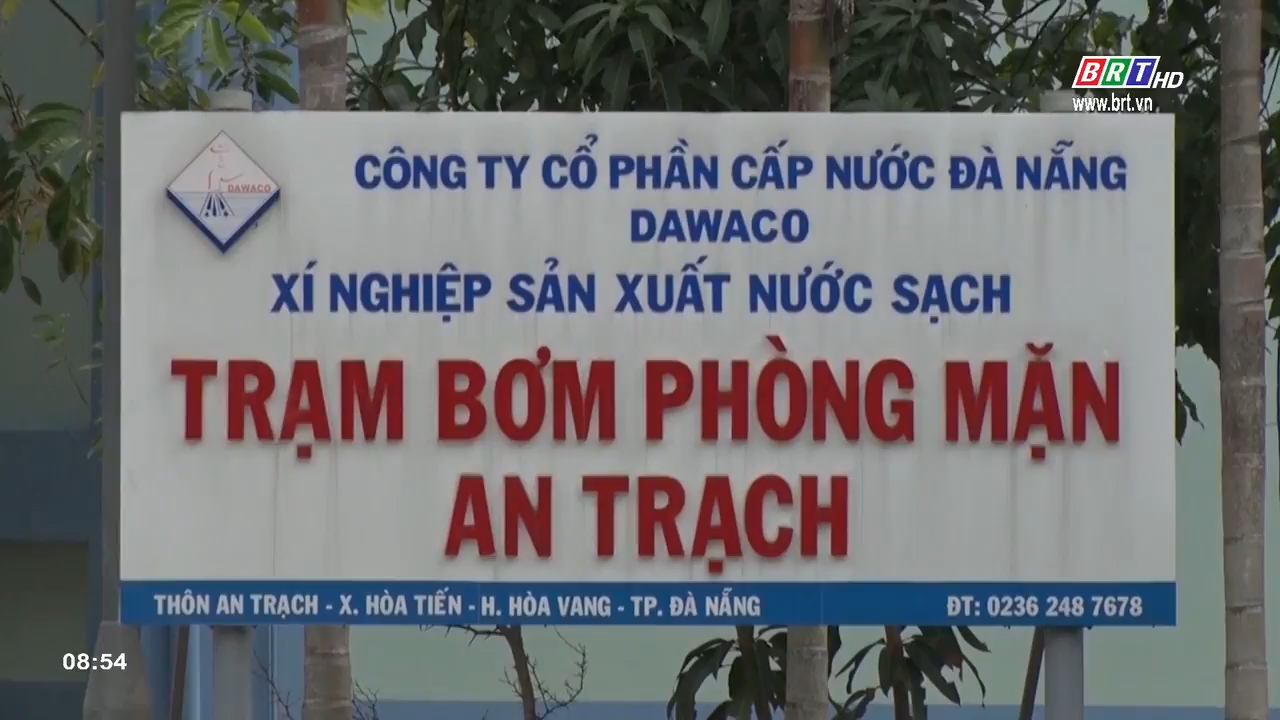 BRT HD
www.brt.vn
DAWACO
CÔNG TY CỔ PHẦN CẤP NƯỚC ĐÀ NẴNG
DAWACO
XÍ NGHIỆP SẢN XUẤT NƯỚC SẠCH
TRẠM BƠM PHÒNG MẶN
AN TRẠCH
THÔN AN TRẠCH - X. HÒA TIẾN - H. HÒA VANG - TP. ĐÀ NẴNG ĐT: 0236 248 7678
08:54